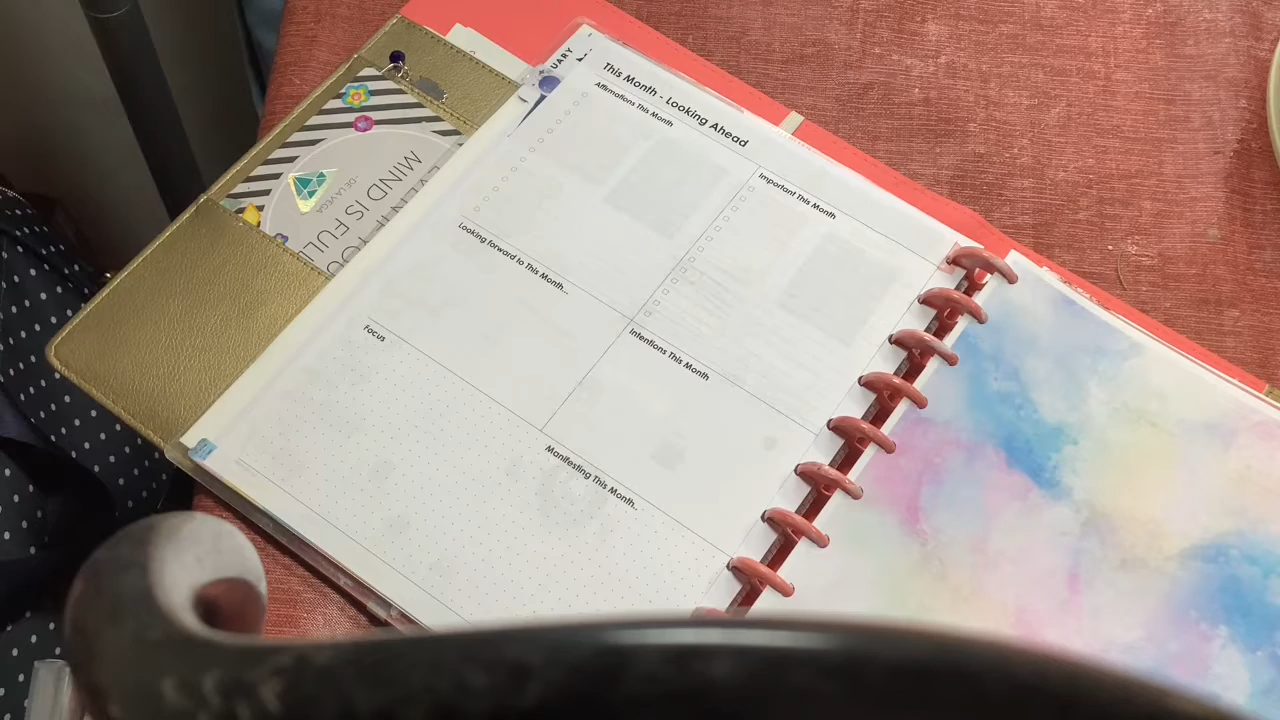 UARY
This Month - Looking Ahead
Affirmations This Month
Important This Month
Looking forward to This Month...
Intentions This Month
Focus
Manifesting This Month..
MIND IS FULL
-DE LA VEGA